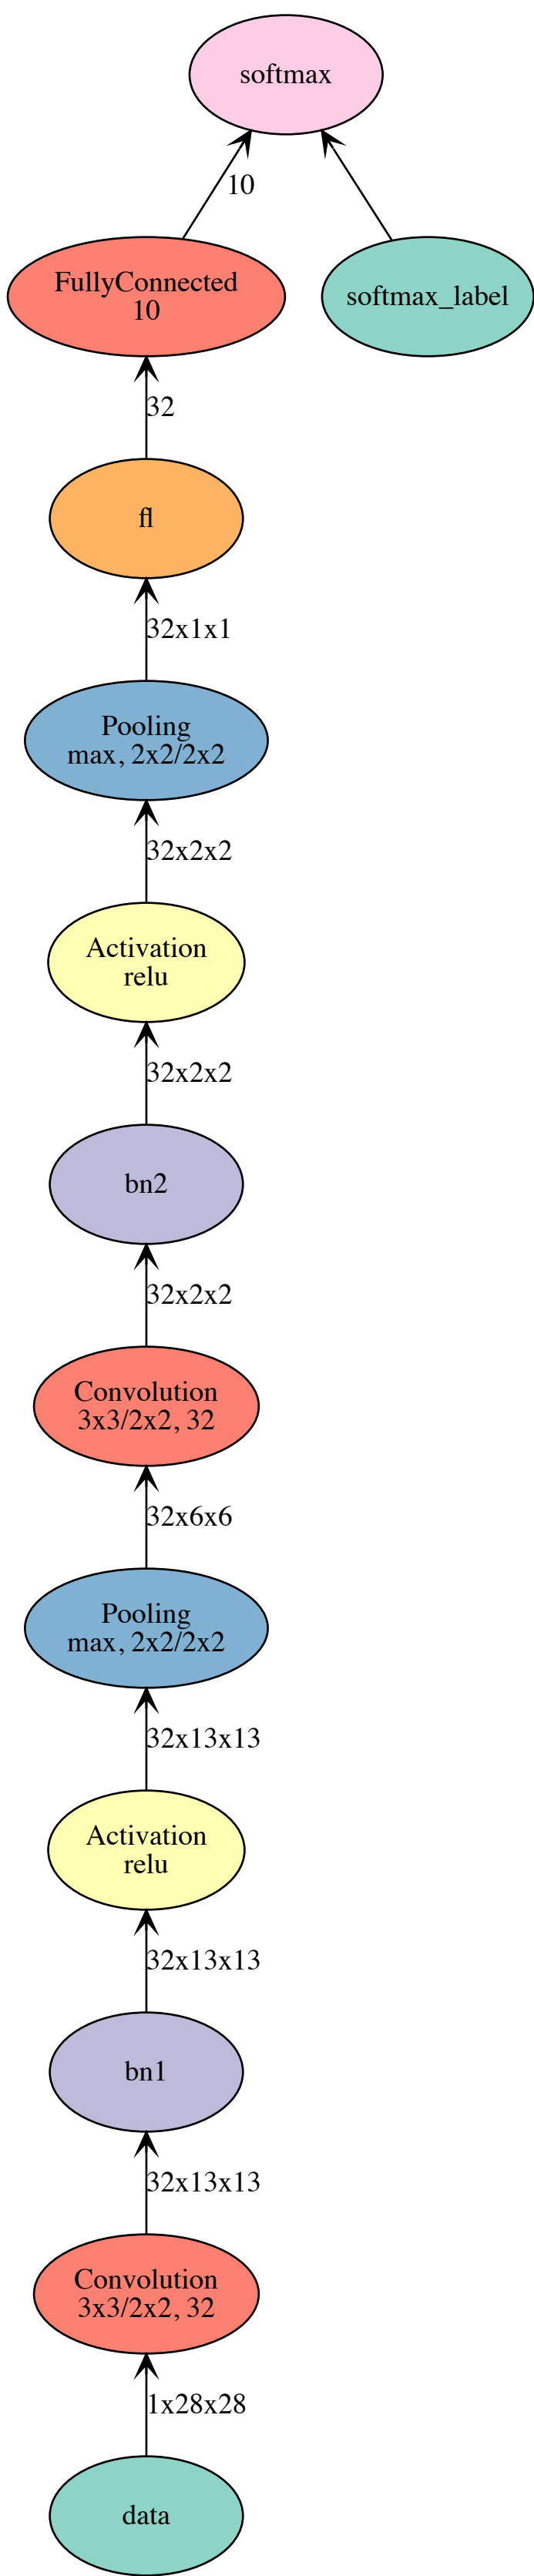 softmax
10
FullyConnected
10
softmax_label
32
fl
32x1x1
Pooling
max, 2x2/2x2
32x2x2
Activation
relu
32x2x2
bn2
32x2x2
Convolution
3x3/2x2, 32
32x6x6
Pooling
max, 2x2/2x2
32x13x13
Activation
relu
32x13x13
bn1
32x13x13
Convolution
3x3/2x2, 32
1x28x28
data